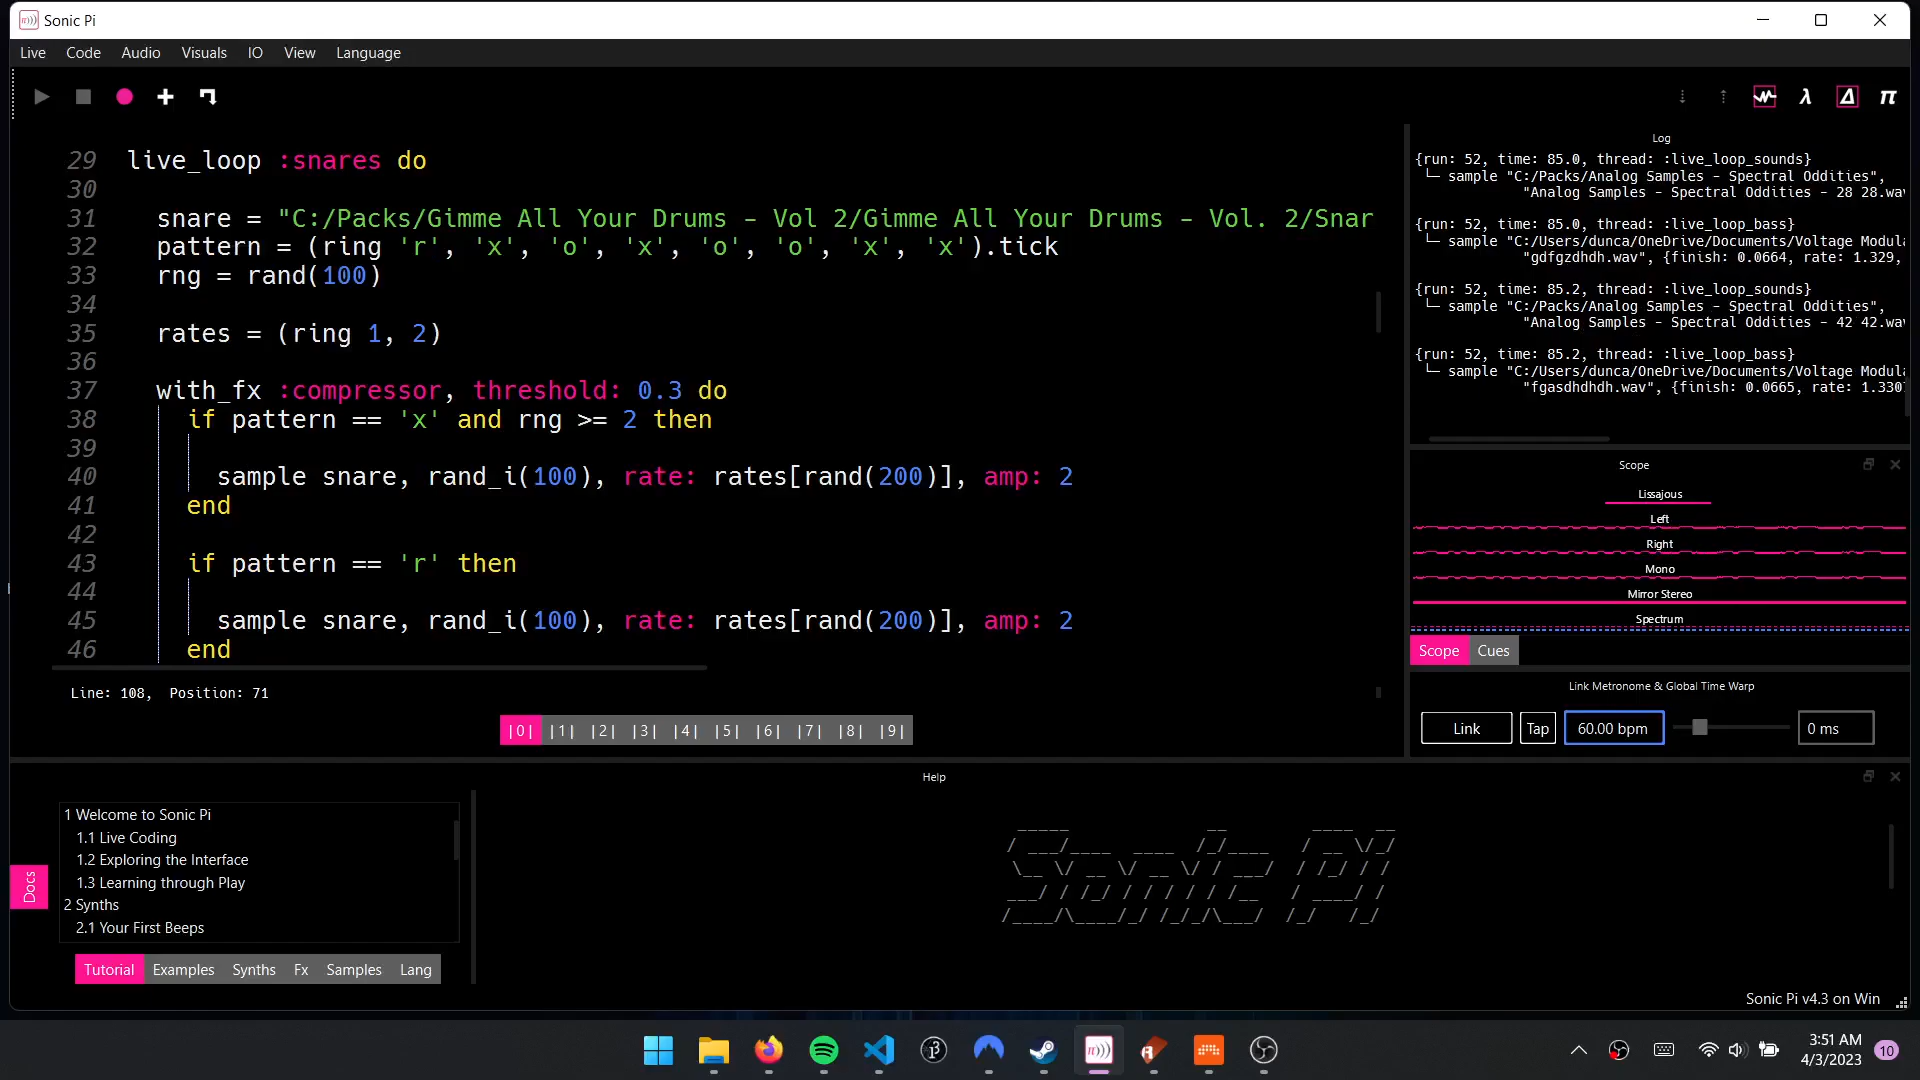 Sonic Pi
Live Code Audio Visuals IO View Language
29 live_loop :snares do
30
31 snare = "C:/Packs/Gimme All Your Drums - Vol 2/Gimme All Your Drums - Vol. 2/Snar
32 pattern = (ring 'r', 'x', 'o', 'x', 'o', 'o', 'x', 'x').tick
33 rng = rand(100)
34
35 rates = (ring 1, 2)
36
37 with_fx :compressor, threshold: 0.3 do
38 if pattern == 'x' and rng >= 2 then
39
40 sample snare, rand_i(100), rate: rates[rand(200)], amp: 2
41 end
42
43 if pattern == 'r' then
44
45 sample snare, rand_i(100), rate: rates[rand(200)], amp: 2
46 end
Line: 108, Position: 71
|0| |1| |2| |3| |4| |5| |6| |7| |8| |9|
Log
{run: 52, time: 85.0, thread: :live_loop_sounds}
└─ sample "C:/Packs/Analog Samples - Spectral Oddities",
"Analog Samples - Spectral Oddities - 28 28.wav
{run: 52, time: 85.0, thread: :live_loop_bass}
└─ sample "C:/Users/dunca/OneDrive/Documents/Voltage Modula
"gdfgzdhdh.wav", {finish: 0.0664, rate: 1.329,
{run: 52, time: 85.2, thread: :live_loop_sounds}
└─ sample "C:/Packs/Analog Samples - Spectral Oddities",
"Analog Samples - Spectral Oddities - 42 42.wav
{run: 52, time: 85.2, thread: :live_loop_bass}
└─ sample "C:/Users/dunca/OneDrive/Documents/Voltage Modula
"fgasdhdhdh.wav", {finish: 0.0665, rate: 1.3307
Scope
Lissajous
Left
Right
Mono
Mirror Stereo
Spectrum
Scope Cues
Link Metronome & Global Time Warp
Link Tap 60.00 bpm 0 ms
Help
Docs
1 Welcome to Sonic Pi
1.1 Live Coding
1.2 Exploring the Interface
1.3 Learning through Play
2 Synths
2.1 Your First Beeps
Tutorial Examples Synths Fx Samples Lang
Sonic Pi
Sonic Pi v4.3 on Win
3:51 AM
4/3/2023 10